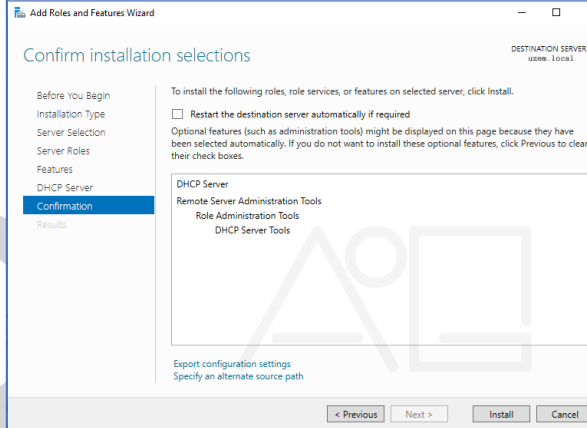 Add Roles and Features Wizard
Confirm installation selections
DESTINATION SERVER
uzem.local
Before You Begin
Installation Type
Server Selection
Server Roles
Features
DHCP Server
Confirmation
Results
To install the following roles, role services, or features on selected server, click Install.
Restart the destination server automatically if required
Optional features (such as administration tools) might be displayed on this page because they have
been selected automatically. If you do not want to install these optional features, click Previous to clear
their check boxes.
DHCP Server
Remote Server Administration Tools
Role Administration Tools
DHCP Server Tools
Export configuration settings
Specify an alternate source path
< Previous
Next >
Install
Cancel